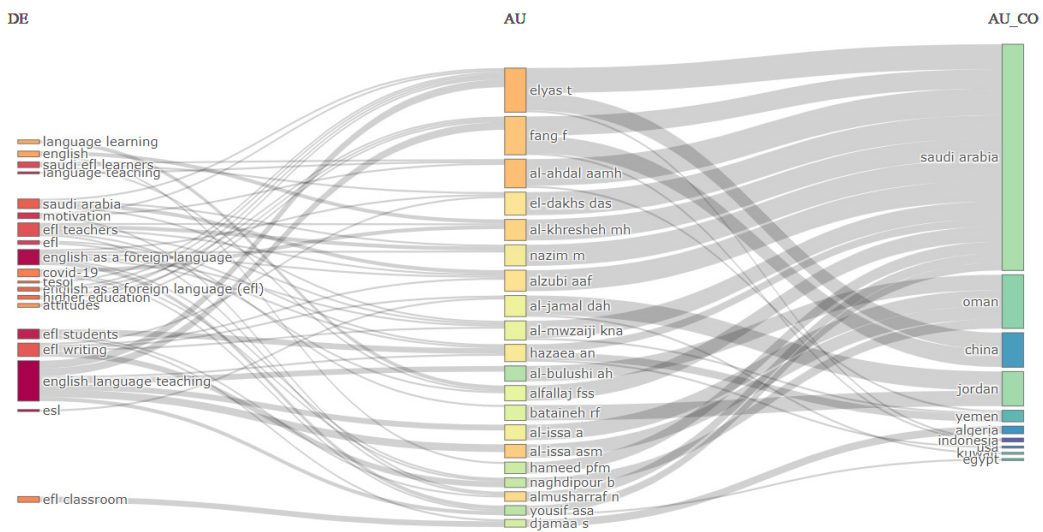 DE
AU
AU_CO
language learning
english
saudi efl learners
language teaching
saudi arabia
motivation
efl teachers
efl
english as a foreign language
covid-19
tesol
english as a foreign language (efl)
higher education
attitudes
efl students
efl writing
english language teaching
esl
efl classroom
elyas t
fang f
al-ahdal aamh
el-dakhs das
al-khresheh mh
nazim m
alzubi aaf
al-jamal dah
al-mwzaiji kna
hazaea an
al-bulushi ah
alfallaj fss
bataineh rf
al-issa a
al-issa asm
hameed pfm
naghdipour b
almusharraf n
yousif asa
djamàa s
saudi arabia
oman
china
jordan
yemen
algeria
indonesia
usa
kuwait
egypt